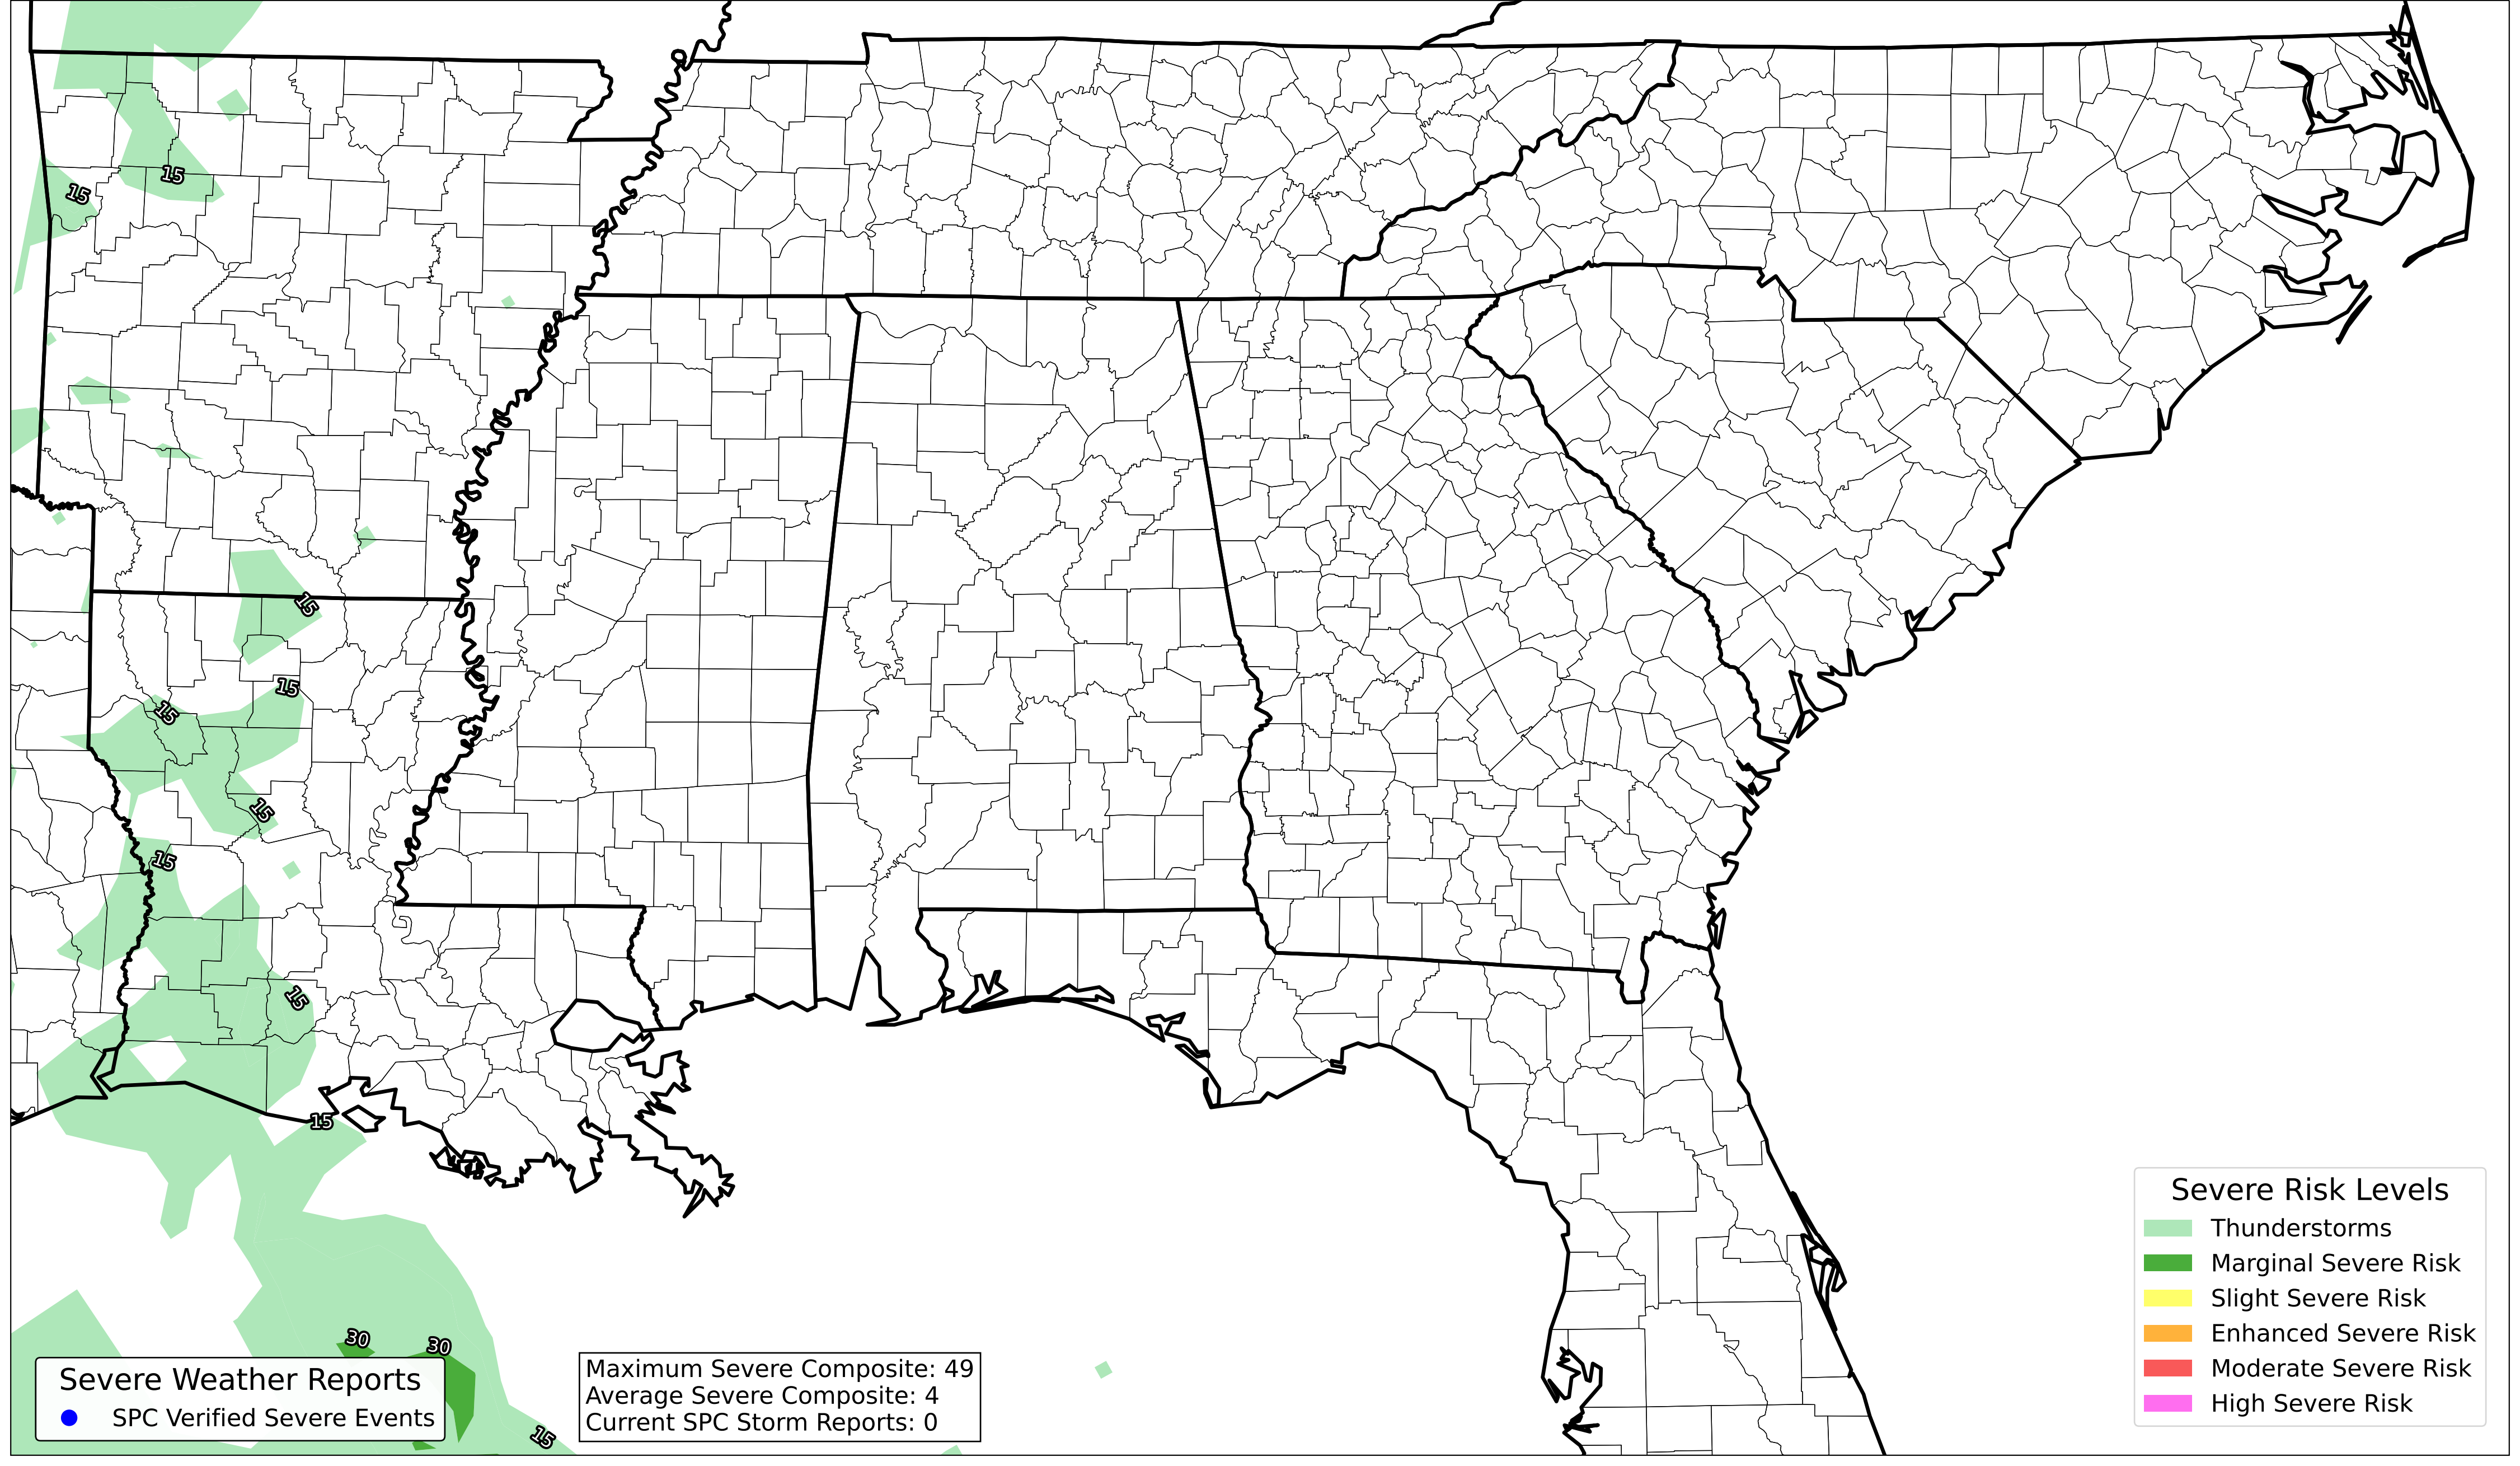 15
15
15
15
15
15
15
15
15
30
30
15
Severe Weather Reports
SPC Verified Severe Events
Maximum Severe Composite: 49
Average Severe Composite: 4
Current SPC Storm Reports: 0
Severe Risk Levels
Thunderstorms
Marginal Severe Risk
Slight Severe Risk
Enhanced Severe Risk
Moderate Severe Risk
High Severe Risk